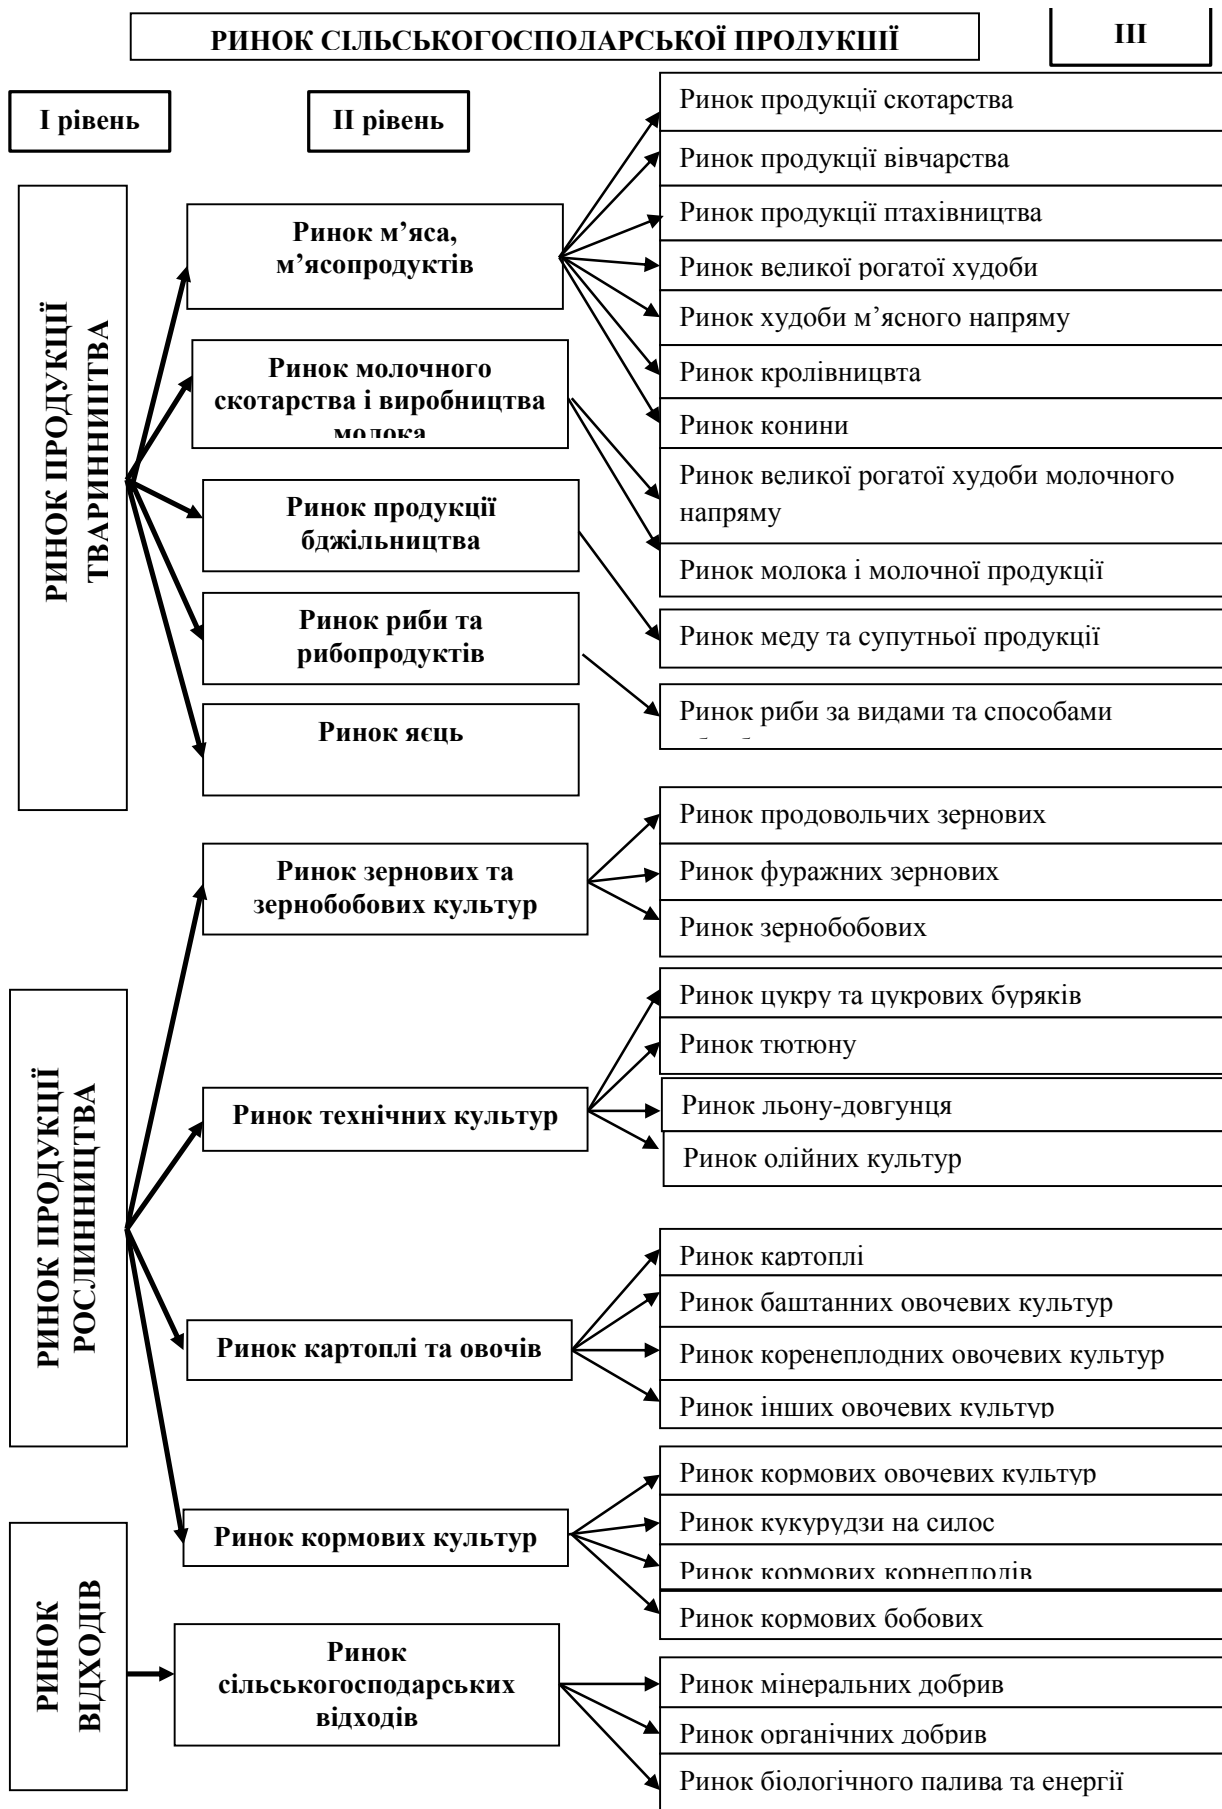 РИНОК СІЛЬСЬКОГОСПОДАРСЬКОЇ ПРОДУКЦІЇ
ІІІ
І рівень
ІІ рівень
РИНОК ПРОДУКЦІЇ
ТВАРИННИЦТВА
Ринок м’яса,
м’ясопродуктів
Ринок молочного
скотарства і виробництва
молока
Ринок продукції
бджільництва
Ринок риби та
рибопродуктів
Ринок яєць
Ринок продукції скотарства
Ринок продукції вівчарства
Ринок продукції птахівництва
Ринок великої рогатої худоби
Ринок худоби м’ясного напряму
Ринок кролівницвта
Ринок конини
Ринок великої рогатої худоби молочного
напряму
Ринок молока і молочної продукції
Ринок меду та супутньої продукції
Ринок риби за видами та способами
РИНОК ПРОДУКЦІЇ
РОСЛИННИЦТВА
Ринок зернових та
зернобобових культур
Ринок технічних культур
Ринок картоплі та овочів
Ринок кормових культур
Ринок продовольчих зернових
Ринок фуражних зернових
Ринок зернобобових
Ринок цукру та цукрових буряків
Ринок тютюну
Ринок льону-довгунця
Ринок олійних культур
Ринок картоплі
Ринок баштанних овочевих культур
Ринок коренеплодних овочевих культур
Ринок інших овочевих культур
Ринок кормових овочевих культур
Ринок кукурудзи на силос
Ринок кормових корнеплодів
Ринок кормових бобових
РИНОК
ВІДХОДІВ
Ринок
сільськогосподарських
відходів
Ринок мінеральних добрив
Ринок органічних добрив
Ринок біологічного палива та енергії